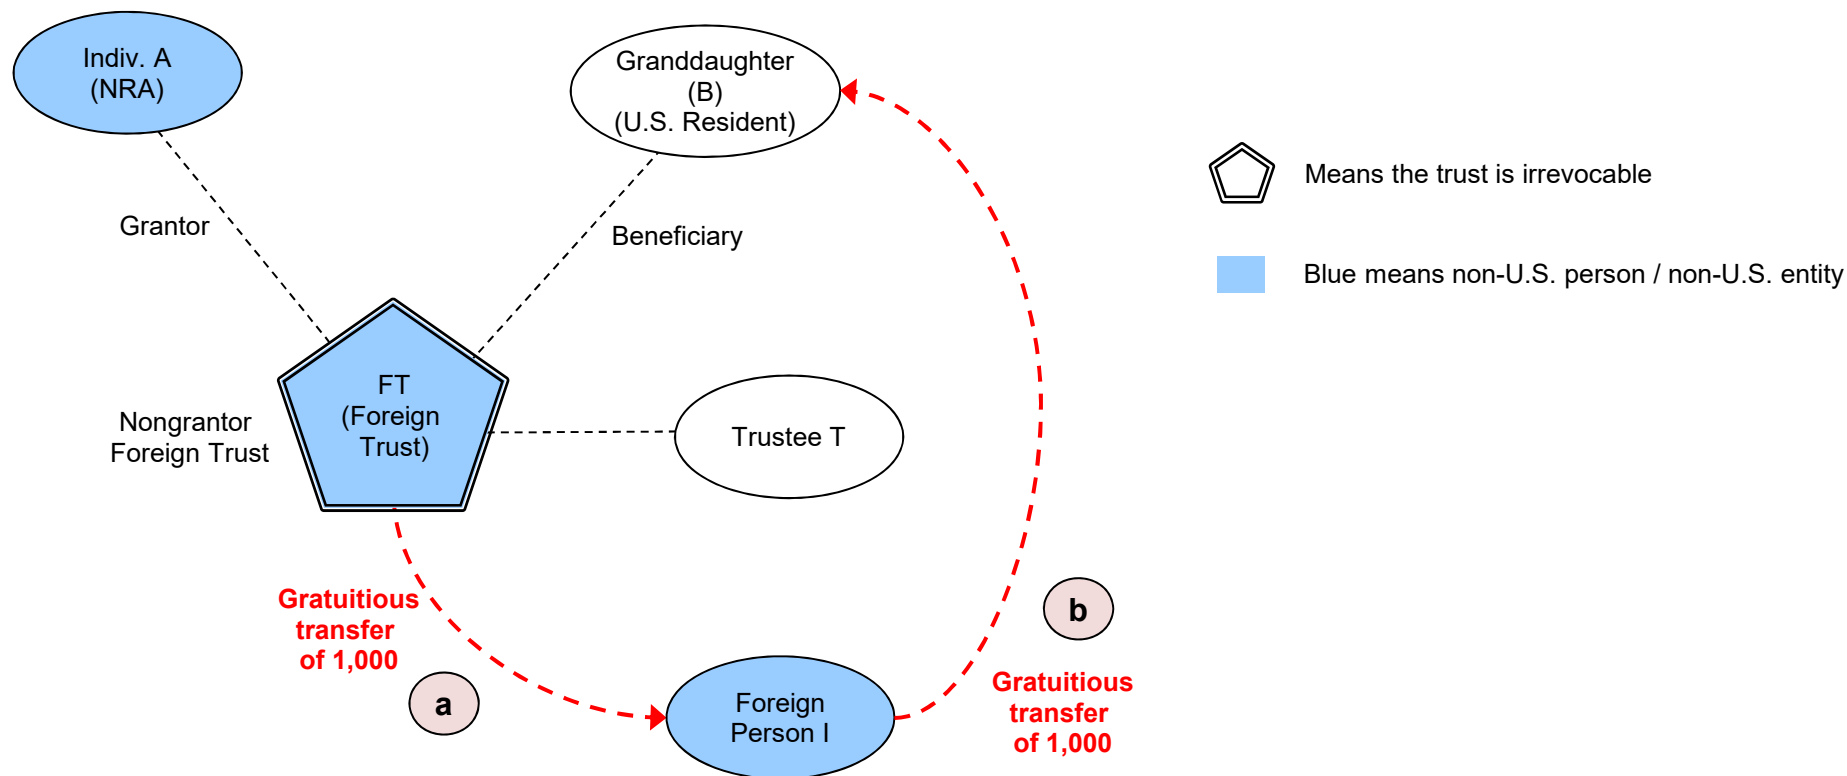 Indiv. A
(NRA)
Granddaughter
(B)
(U.S. Resident)
Means the trust is irrevocable
Grantor
Beneficiary
Blue means non-U.S. person / non-U.S. entity
FT
(Foreign
Trust)
Nongrantor
Foreign Trust
Trustee T
Gratuitious
transfer
of 1,000
a
b
Gratuitious
transfer
of 1,000
Foreign
Person I